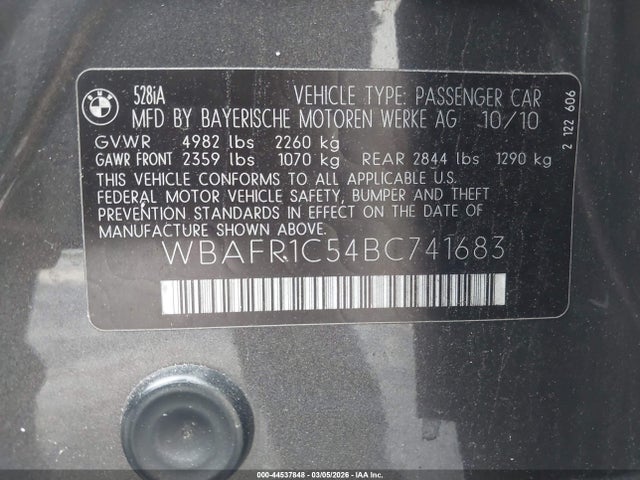 BMW
528iA VEHICLE TYPE: PASSENGER CAR
MFD BY BAYERISCHE MOTOREN WERKE AG 10/10
GVWR 4982 lbs 2260 kg
GAWR FRONT 2359 lbs 1070 kg REAR 2844 lbs 1290 kg
THIS VEHICLE CONFORMS TO ALL APPLICABLE U.S.
FEDERAL MOTOR VEHICLE SAFETY, BUMPER AND THEFT
PREVENTION STANDARDS IN EFFECT ON THE DATE OF
MANUFACTURE SHOWN ABOVE.
WBAFR1C54BC741683
2 122 606
000-44537848 - 03/05/2026 - IAA Inc.